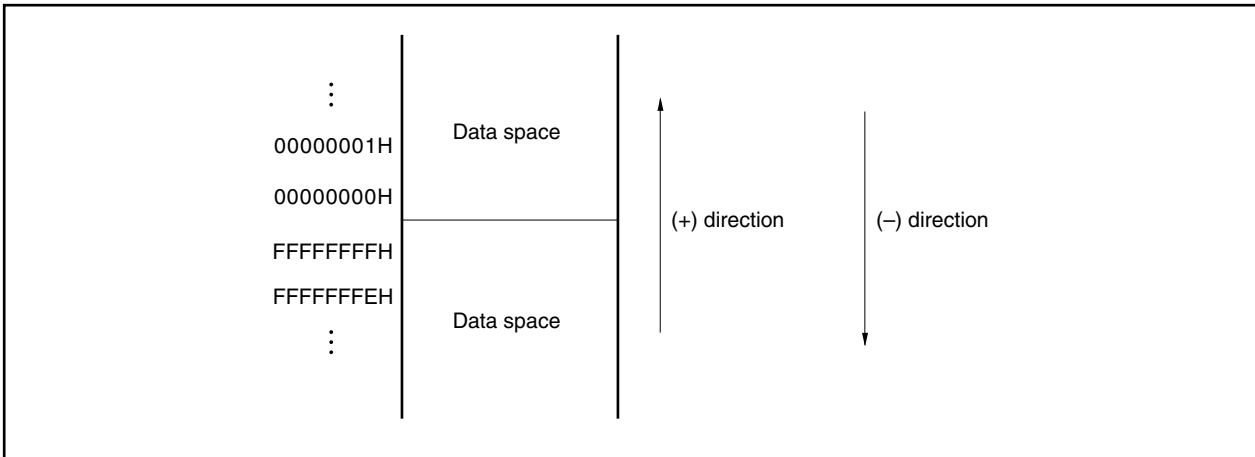 ⋮
00000001H
Data space
00000000H
(+) direction
(–) direction
FFFFFFFFH
FFFFFFFEH
Data space
⋮